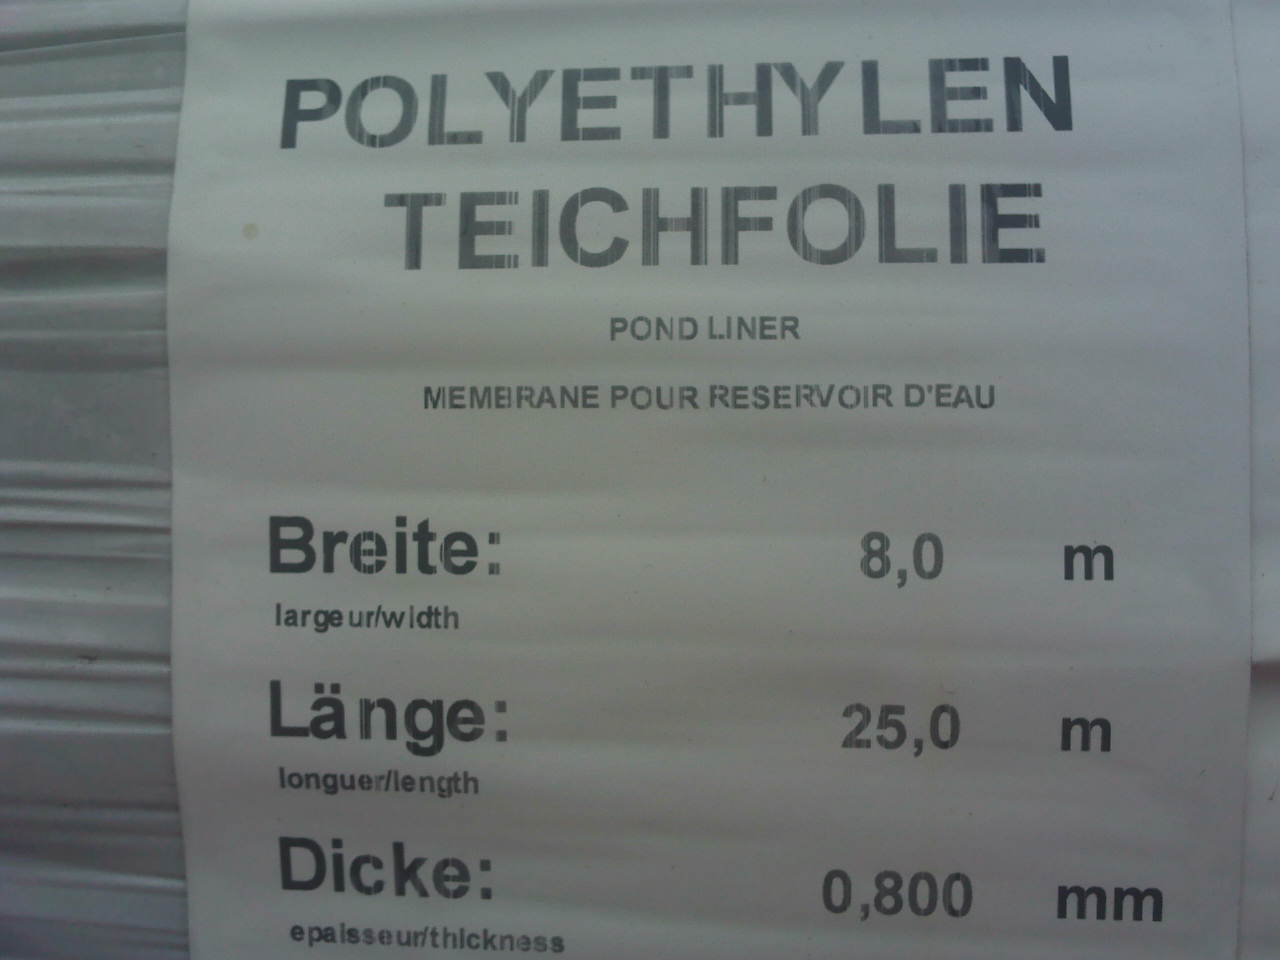 POLYETHYLEN
TEICHFOLIE
POND LINER
MEMBRANE POUR RESERVOIR D'EAU
Breite: 8,0 m
largeur/width
Länge: 25,0 m
longuer/length
Dicke: 0,800 mm
epaisseur/thickness